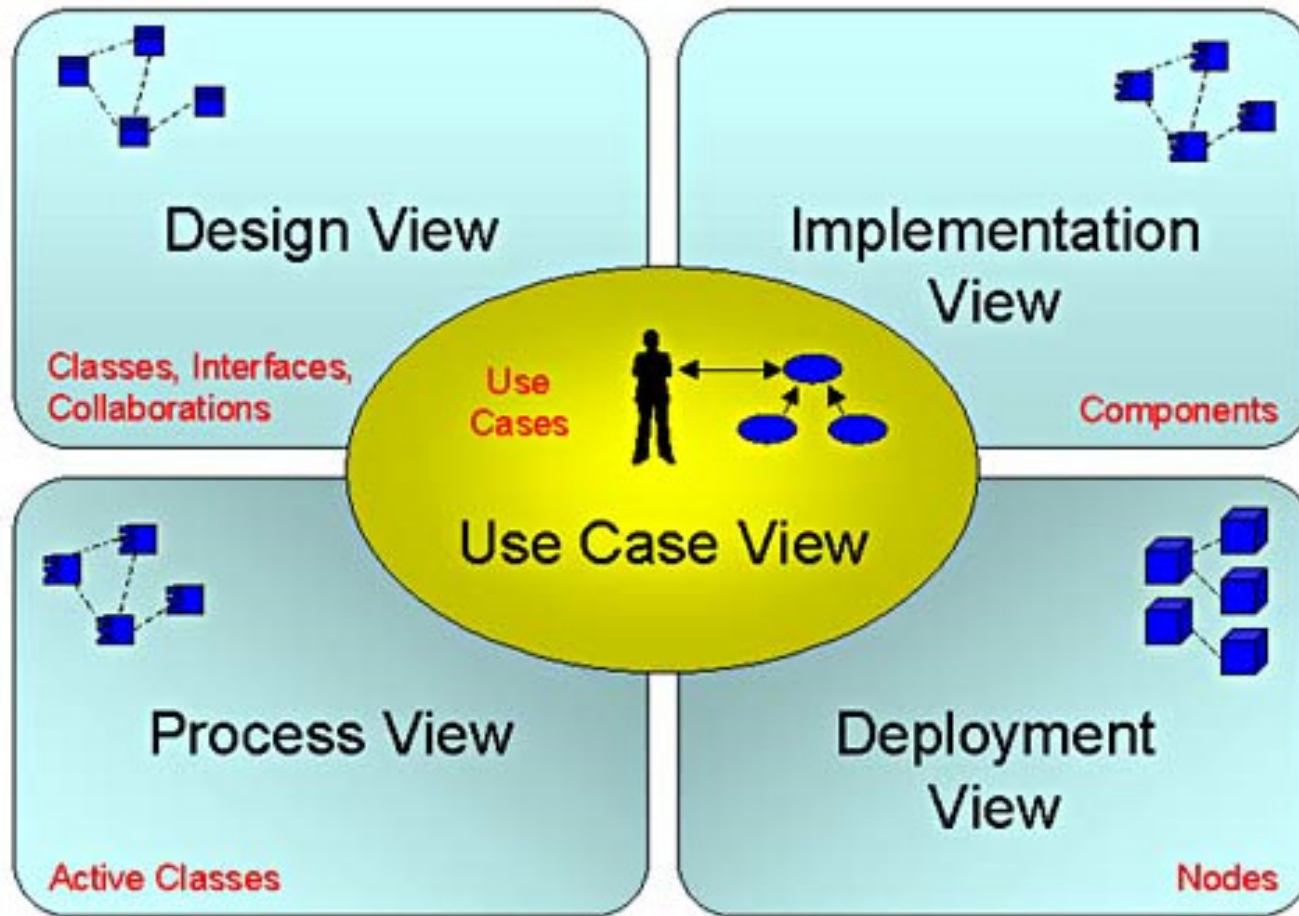 Design View
Classes, Interfaces,
Collaborations
Implementation
View
Components
Use
Cases
Use Case View
Process View
Active Classes
Deployment
View
Nodes